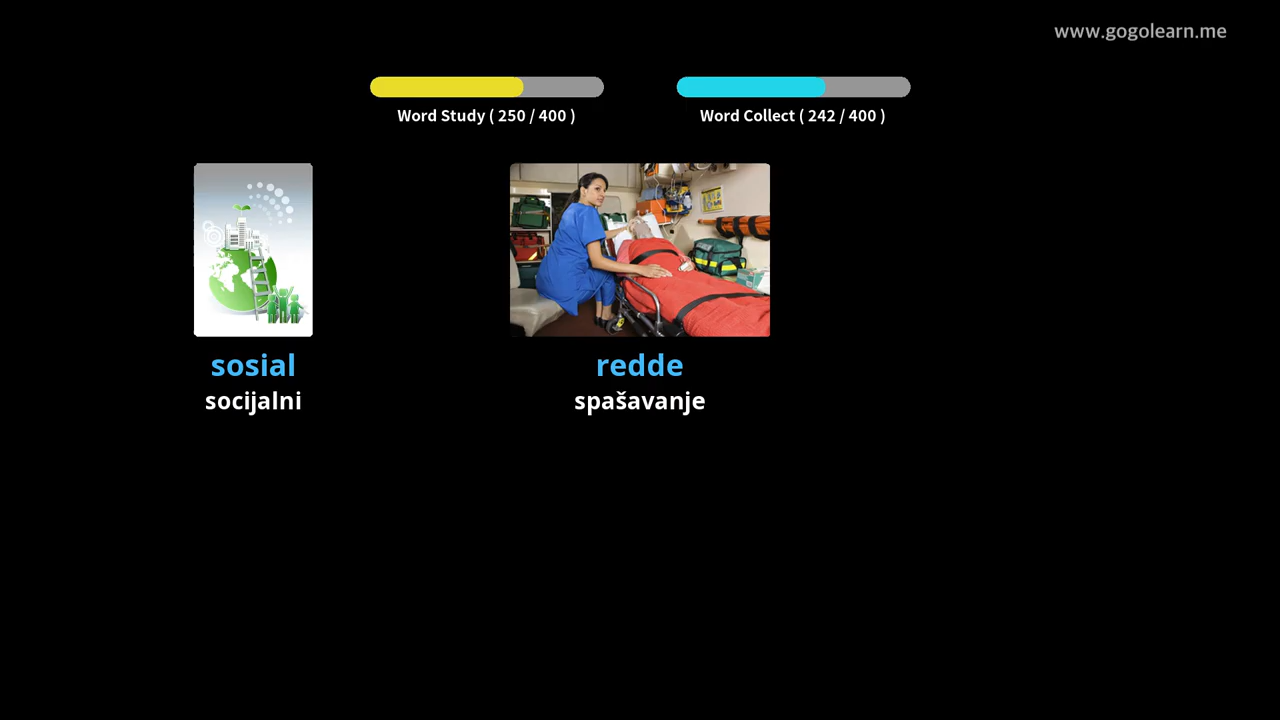 www.gogolearn.me
Word Study ( 250 / 400 )
Word Collect ( 242 / 400 )
sosial
socijalni
redde
spašavanje